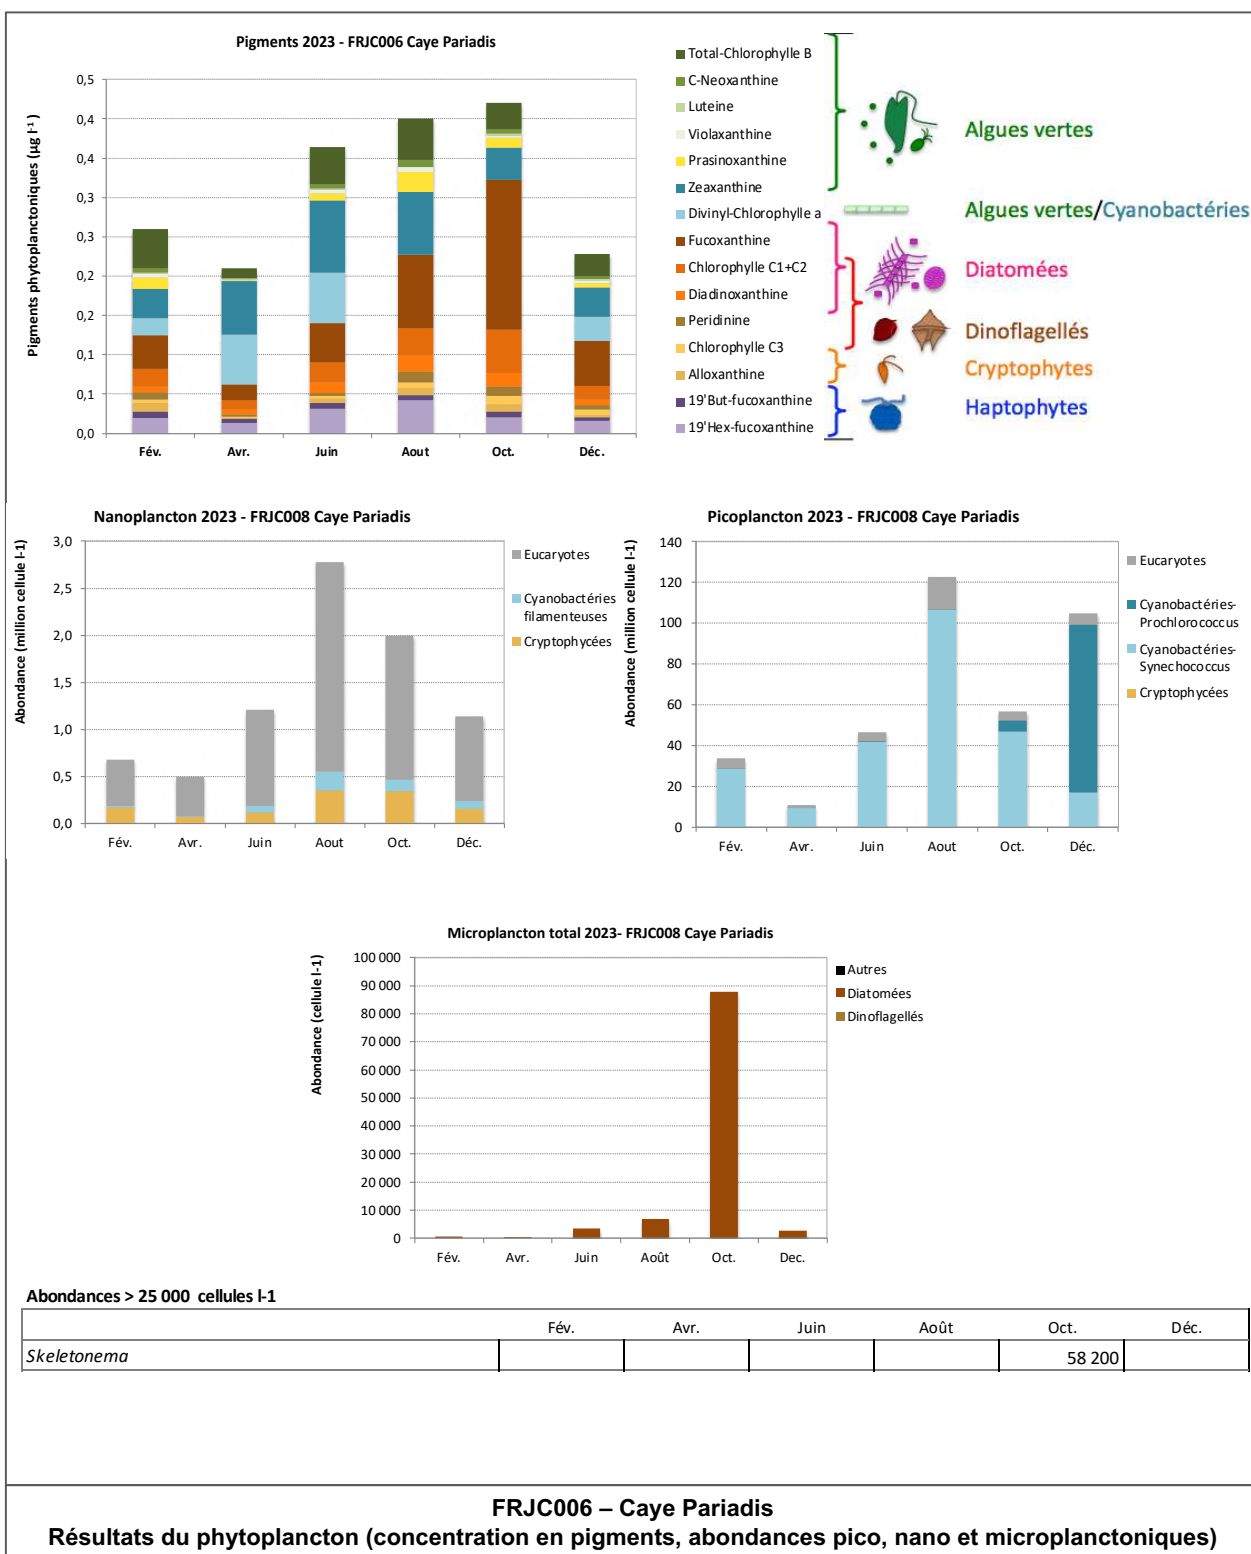 Pigments 2023 - FRJC006 Caye Pariadis
Pigments phytoplanctoniques (µg l⁻¹)
0,5
0,4
0,4
0,3
0,3
0,2
0,2
0,1
0,1
0,0
Fév. Avr. Juin Aout Oct. Déc.
Total-Chlorophylle B
C-Neoxanthine
Luteine
Violaxanthine
Prasinoxanthine
Zeaxanthine
Divinyl-Chlorophylle a
Fucoxanthine
Chlorophylle C1+C2
Diadinoxanthine
Peridinine
Chlorophylle C3
Alloxanthine
19'But-fucoxanthine
19'Hex-fucoxanthine
Algues vertes
Algues vertes/Cyanobactéries
Diatomées
Dinoflagellés
Cryptophytes
Haptophytes
Nanoplancton 2023 - FRJC008 Caye Pariadis
Abondance (million cellule l-1)
3,0
2,5
2,0
1,5
1,0
0,5
0,0
Fév. Avr. Juin Aout Oct. Déc.
Eucaryotes
Cyanobactéries
filamenteuses
Cryptophycées
Picoplancton 2023 - FRJC008 Caye Pariadis
Abondance (million cellule l-1)
140
120
100
80
60
40
20
0
Fév. Avr. Juin Aout Oct. Déc.
Eucaryotes
Cyanobactéries-
Prochlorococcus
Cyanobactéries-
Synechococcus
Cryptophycées
Microplancton total 2023- FRJC008 Caye Pariadis
Abondance (cellule l-1)
100 000
90 000
80 000
70 000
60 000
50 000
40 000
30 000
20 000
10 000
0
Fév. Avr. Juin Août Oct. Dec.
Autres
Diatomées
Dinoflagellés
Abondances > 25 000 cellules l-1
Fév. Avr. Juin Août Oct. Déc.
Skeletonema 58 200
FRJC006 – Caye Pariadis
Résultats du phytoplancton (concentration en pigments, abondances pico, nano et microplanctoniques)